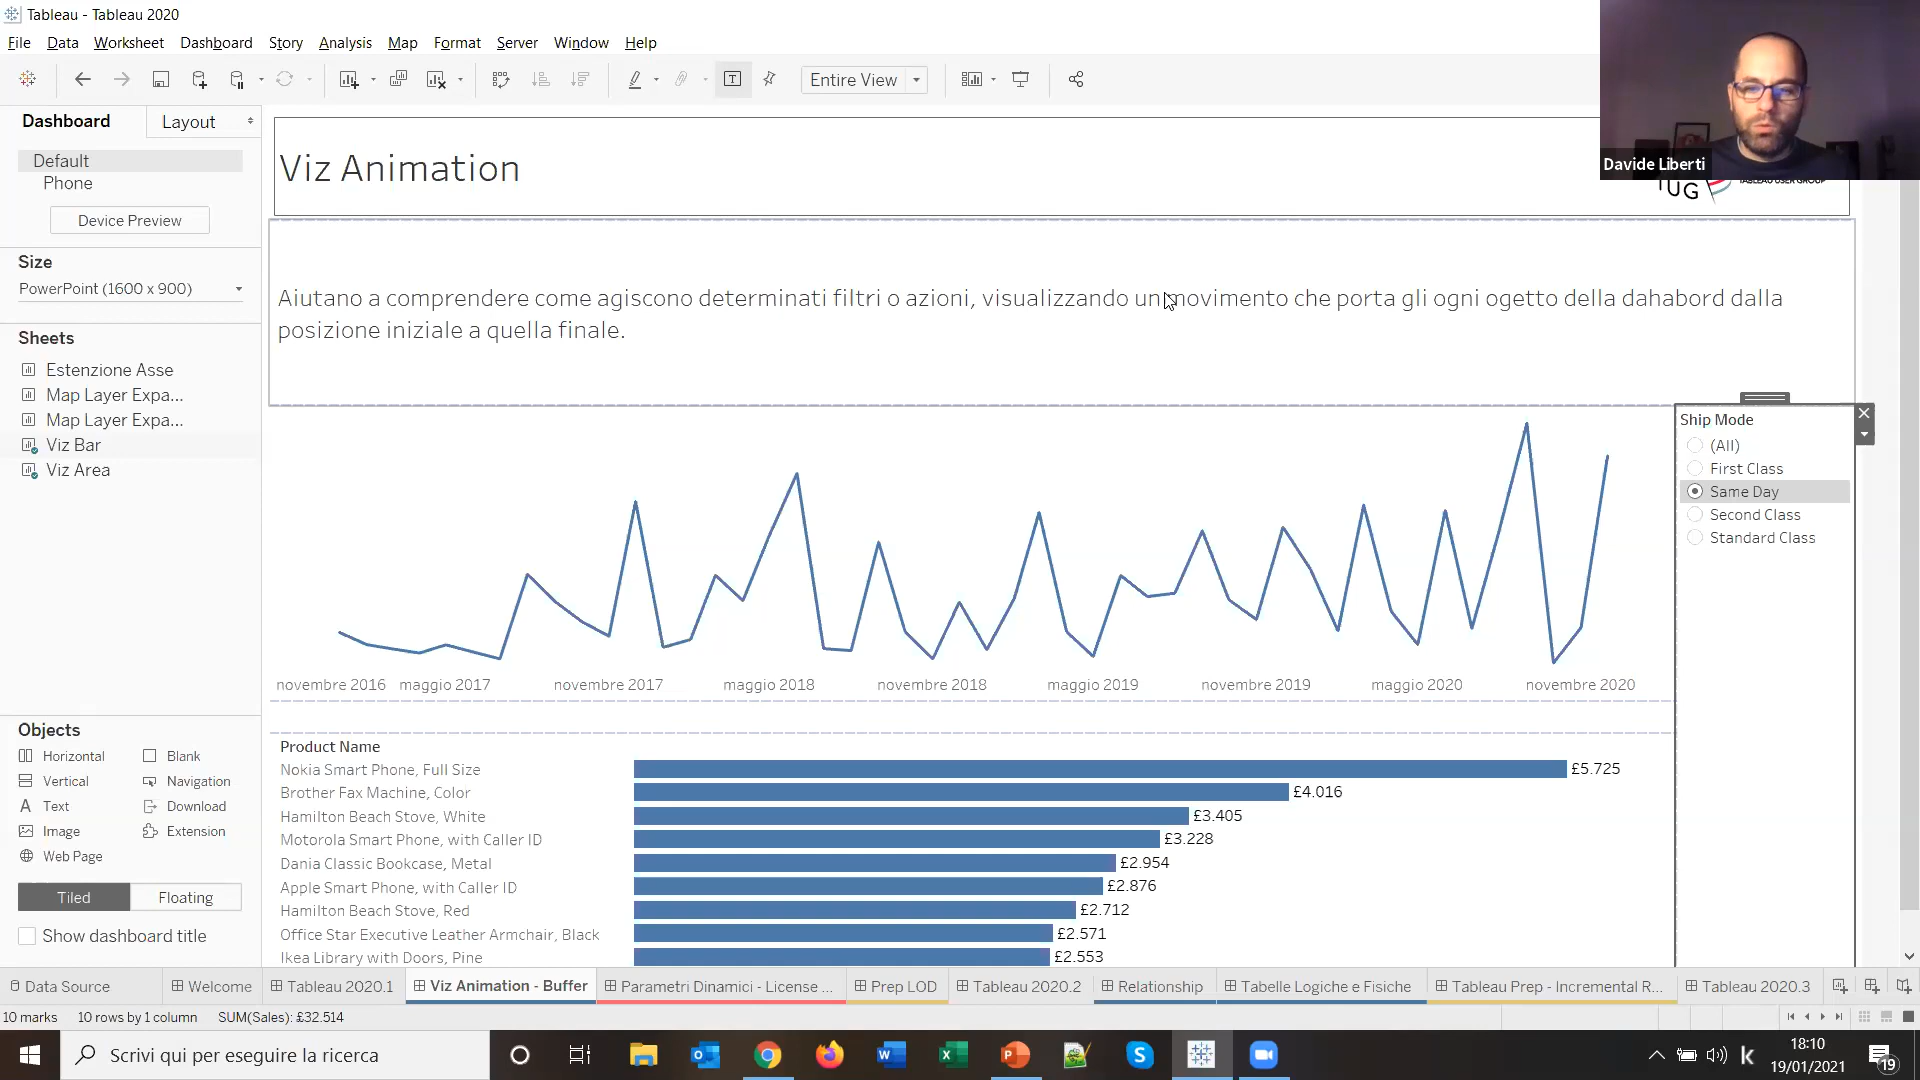 Tableau - Tableau 2020
File Data Worksheet Dashboard Story Analysis Map Format Server Window Help
Entire View
Davide Liberti
Dashboard Layout
Default
Phone
Device Preview
Size
PowerPoint (1600 x 900)
Sheets
Estenzione Asse
Map Layer Expa...
Map Layer Expa...
Viz Bar
Viz Area
Objects
Horizontal Blank
Vertical Navigation
Text Download
Image Extension
Web Page
Tiled Floating
Show dashboard title
Viz Animation
TUG
TABLEAU USER GROUP
Aiutano a comprendere come agiscono determinati filtri o azioni, visualizzando un movimento che porta gli ogni ogetto della dahabord dalla
posizione iniziale a quella finale.
Ship Mode
(All)
First Class
Same Day
Second Class
Standard Class
novembre 2016 maggio 2017 novembre 2017 maggio 2018 novembre 2018 maggio 2019 novembre 2019 maggio 2020 novembre 2020
Product Name
Nokia Smart Phone, Full Size £5.725
Brother Fax Machine, Color £4.016
Hamilton Beach Stove, White £3.405
Motorola Smart Phone, with Caller ID £3.228
Dania Classic Bookcase, Metal £2.954
Apple Smart Phone, with Caller ID £2.876
Hamilton Beach Stove, Red £2.712
Office Star Executive Leather Armchair, Black £2.571
Ikea Library with Doors, Pine £2.553
Data Source Welcome Tableau 2020.1 Viz Animation - Buffer Parametri Dinamici - License ... Prep LOD Tableau 2020.2 Relationship Tabelle Logiche e Fisiche Tableau Prep - Incremental R... Tableau 2020.3
10 marks 10 rows by 1 column SUM(Sales): £32.514
Scrivi qui per eseguire la ricerca
18:10
19/01/2021
19